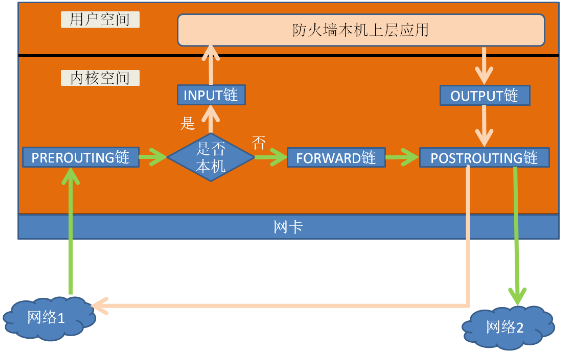 用户空间
防火墙本机上层应用
内核空间
INPUT链
OUTPUT链
是
是否
本机
否
PREROUTING链
FORWARD链
POSTROUTING链
网卡
网络1
网络2